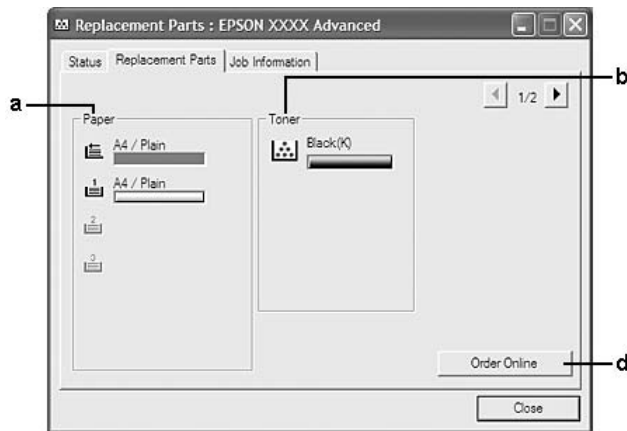 Replacement Parts : EPSON XXXX Advanced
Status Replacement Parts Job Information
1/2
a
b
Paper
Toner
A4 / Plain
Black(K)
1
A4 / Plain
2
3
Order Online
d
Close